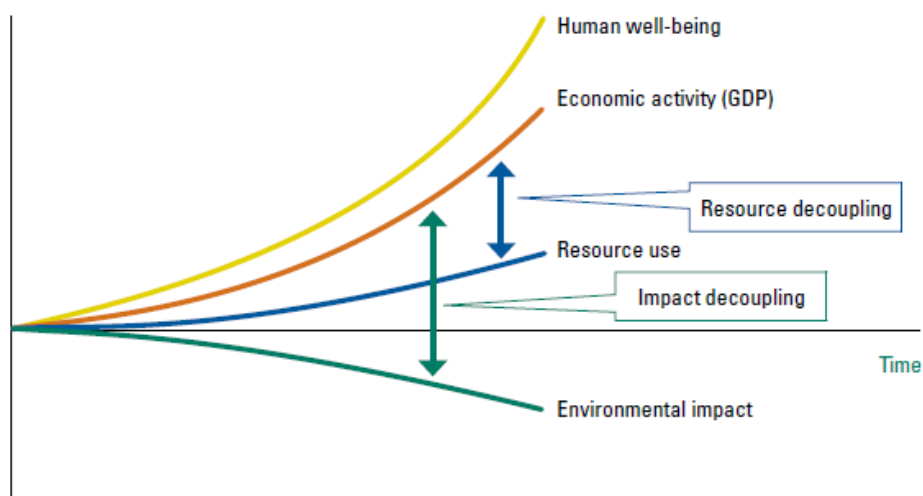 Human well-being
Economic activity (GDP)
Resource decoupling
Resource use
Impact decoupling
Time
Environmental impact